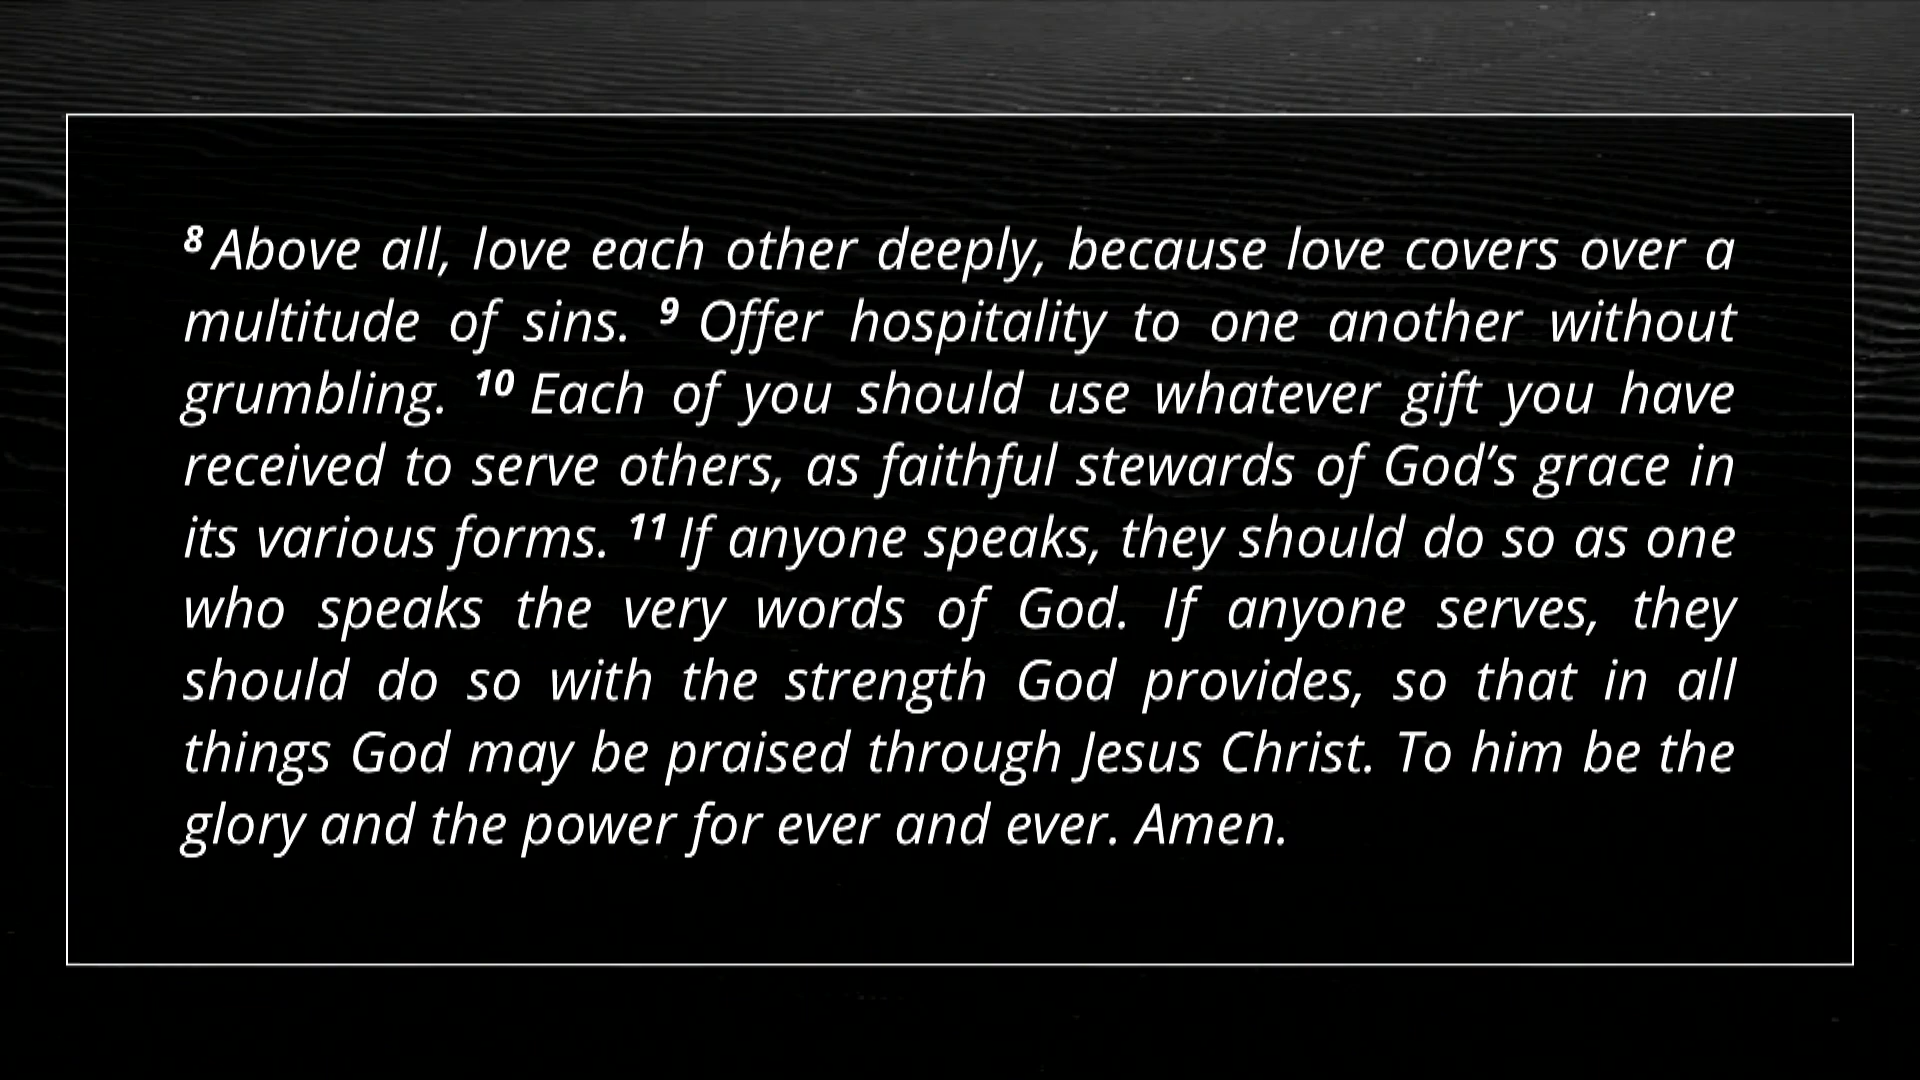 8 Above all, love each other deeply, because love covers over a
multitude of sins. 9 Offer hospitality to one another without
grumbling. 10 Each of you should use whatever gift you have
received to serve others, as faithful stewards of God’s grace in
its various forms. 11 If anyone speaks, they should do so as one
who speaks the very words of God. If anyone serves, they
should do so with the strength God provides, so that in all
things God may be praised through Jesus Christ. To him be the
glory and the power for ever and ever. Amen.